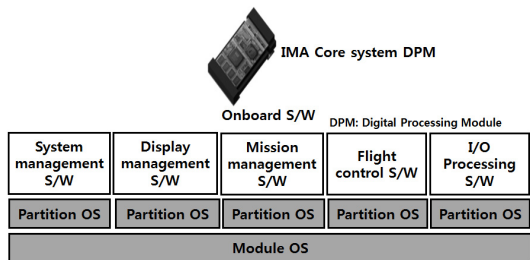 IMA Core system DPM
Onboard S/W
DPM: Digital Processing Module
System
management
S/W
Display
management
S/W
Mission
management
S/W
Flight
control S/W
I/O
Processing
S/W
Partition OS
Partition OS
Partition OS
Partition OS
Partition OS
Module OS